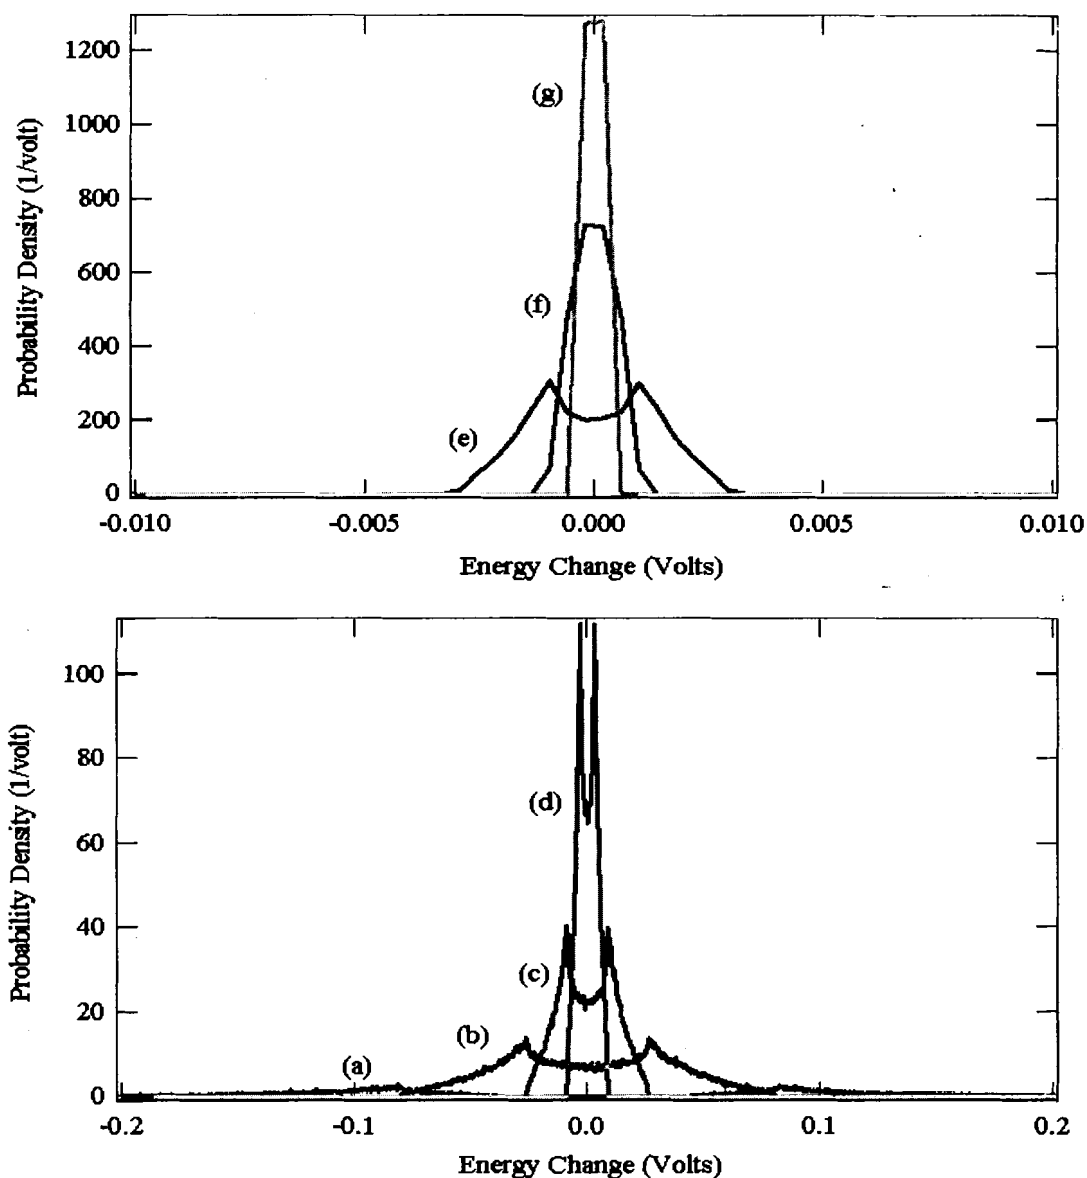 1200
1000
800
600
400
200
0
Probability Density (1/volt)
(g)
(f)
(e)
-0.010
-0.005
0.000
0.005
0.010
Energy Change (Volts)
100
80
60
40
20
0
Probability Density (1/volt)
(d)
(c)
(b)
(a)
-0.2
-0.1
0.0
0.1
0.2
Energy Change (Volts)